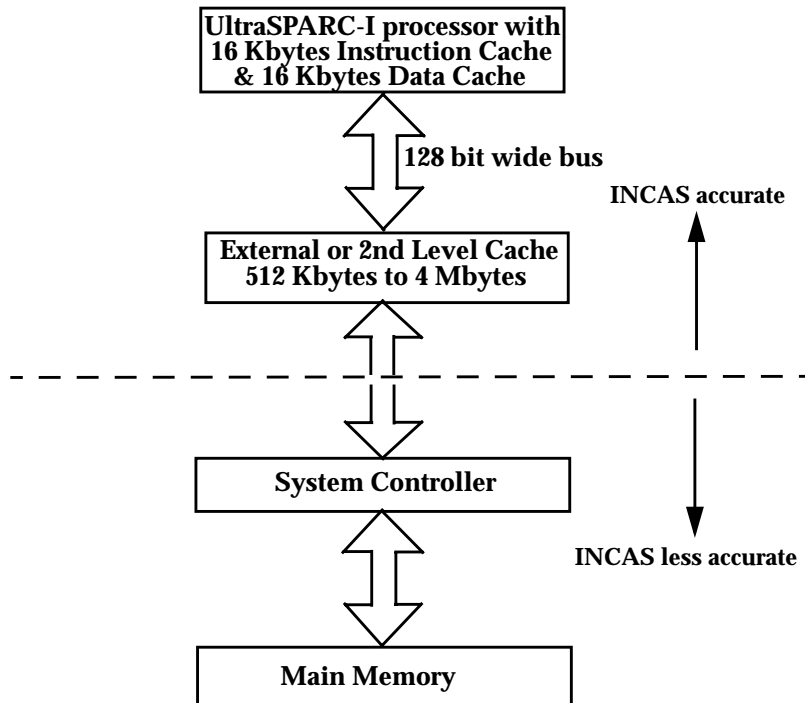 UltraSPARC-I processor with
16 Kbytes Instruction Cache
& 16 Kbytes Data Cache
128 bit wide bus
INCAS accurate
External or 2nd Level Cache
512 Kbytes to 4 Mbytes
System Controller
INCAS less accurate
Main Memory